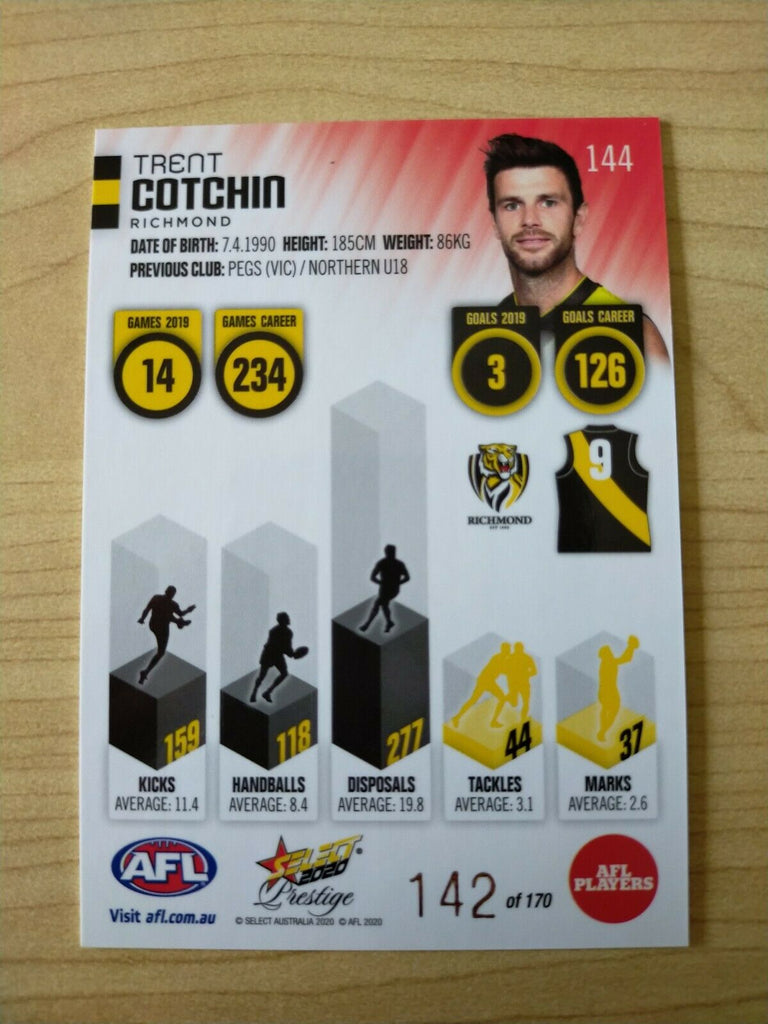 144
TRENT
COTCHIN
RICHMOND
DATE OF BIRTH: 7.4.1990 HEIGHT: 185CM WEIGHT: 86KG
PREVIOUS CLUB: PEGS (VIC) / NORTHERN U18
GAMES 2019
14
GAMES CAREER
234
GOALS 2019
3
GOALS CAREER
126
9
RICHMOND
159
118
277
44
37
KICKS
AVERAGE: 11.4
HANDBALLS
AVERAGE: 8.4
DISPOSALS
AVERAGE: 19.8
TACKLES
AVERAGE: 3.1
MARKS
AVERAGE: 2.6
AFL
Visit afl.com.au
SELECT
2020
Prestige
© SELECT AUSTRALIA 2020 © AFL 2020
142 of 170
AFL
PLAYERS